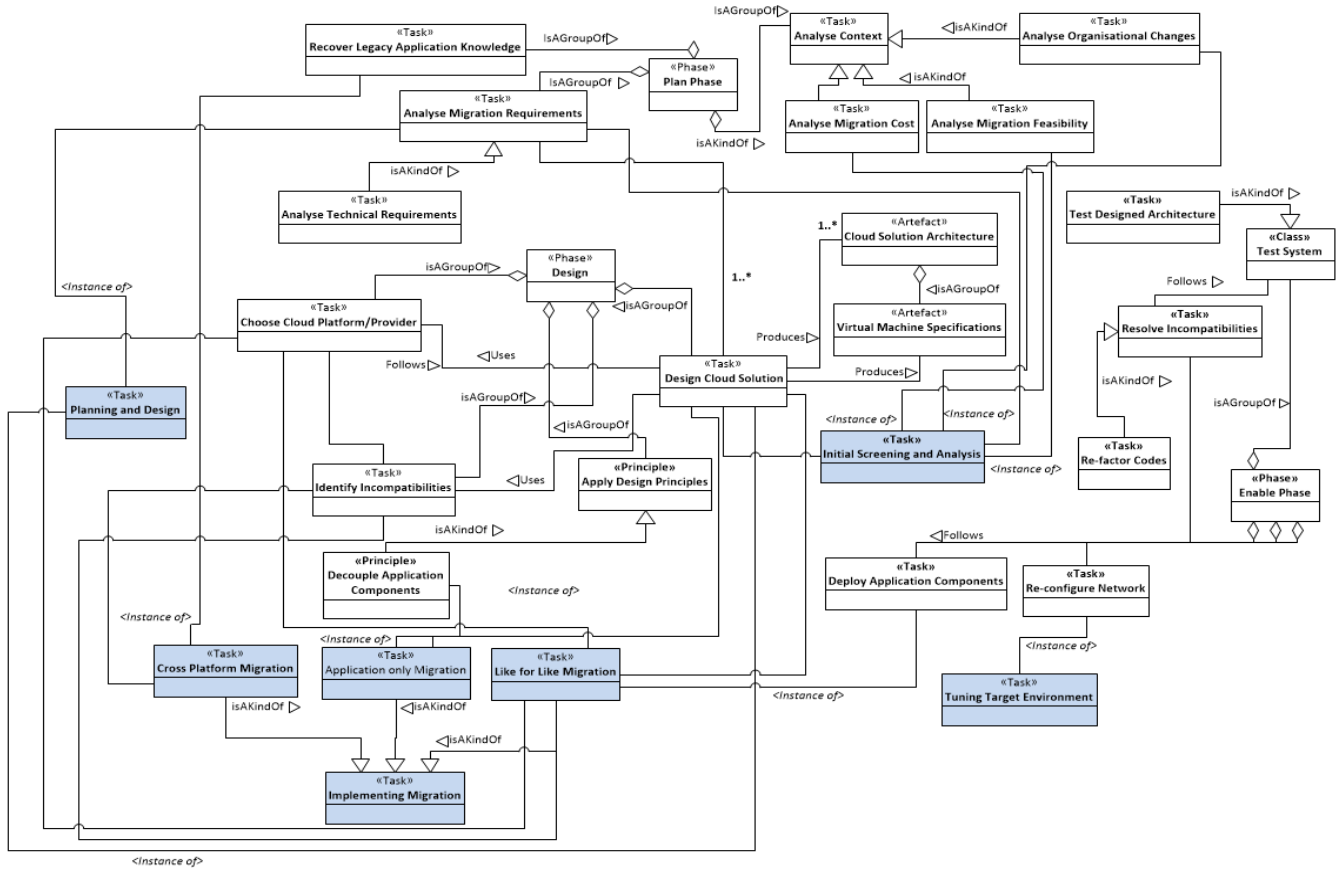 IsAGroupOf▷
«Task»
Recover Legacy Application Knowledge
IsAGroupOf▷
«Phase»
Plan Phase
«Task»
Analyse Context
◁isAKindOf
«Task»
Analyse Organisational Changes
IsAGroupOf ▷
◁ isAKindOf
«Task»
Analyse Migration Requirements
«Task»
Analyse Migration Cost
«Task»
Analyse Migration Feasibility
isAKindOf ▷
isAKindOf ▷
«Task»
Analyse Technical Requirements
isAKindOf ▷
«Task»
Test Designed Architecture
«Artefact»
Cloud Solution Architecture
1..*
«Class»
Test System
«Phase»
Design
isAGroupOf▷
<Instance of>
1..*
◁isAGroupOf
Follows ▷
◁isAGroupOf
«Task»
Choose Cloud Platform/Provider
«Artefact»
Virtual Machine Specifications
«Task»
Resolve Incompatibilities
Produces▷
◁Uses
Follows▷
«Task»
Design Cloud Solution
Produces▷
isAKindOf ▷
«Task»
Planning and Design
isAGroupOf▷
isAGroupOf ▷
<Instance of>
<Instance of>
◁isAGroupOf
«Task»
Initial Screening and Analysis
«Task»
Re-factor Codes
<Instance of>
«Task»
Identify Incompatibilities
«Principle»
Apply Design Principles
◁Uses
«Phase»
Enable Phase
isAKindOf ▷
◁Follows
«Principle»
Decouple Application
Components
«Task»
Deploy Application Components
«Task»
Re-configure Network
<Instance of>
<Instance of>
<Instance of>
<Instance of>
«Task»
Cross Platform Migration
«Task»
Application only Migration
«Task»
Like for Like Migration
«Task»
Tuning Target Environment
<Instance of>
isAKindOf ▷
◁isAKindOf
◁isAKindOf
«Task»
Implementing Migration
<Instance of>